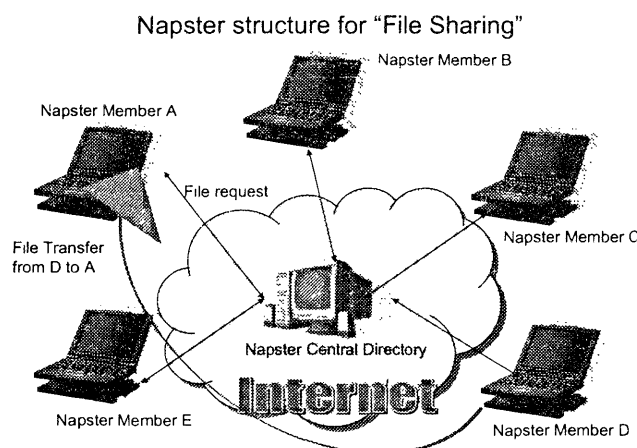 Napster structure for "File Sharing"
Napster Member B
Napster Member A
File request
Napster Member C
File Transfer
from D to A
Napster Central Directory
Internet
Napster Member E
Napster Member D